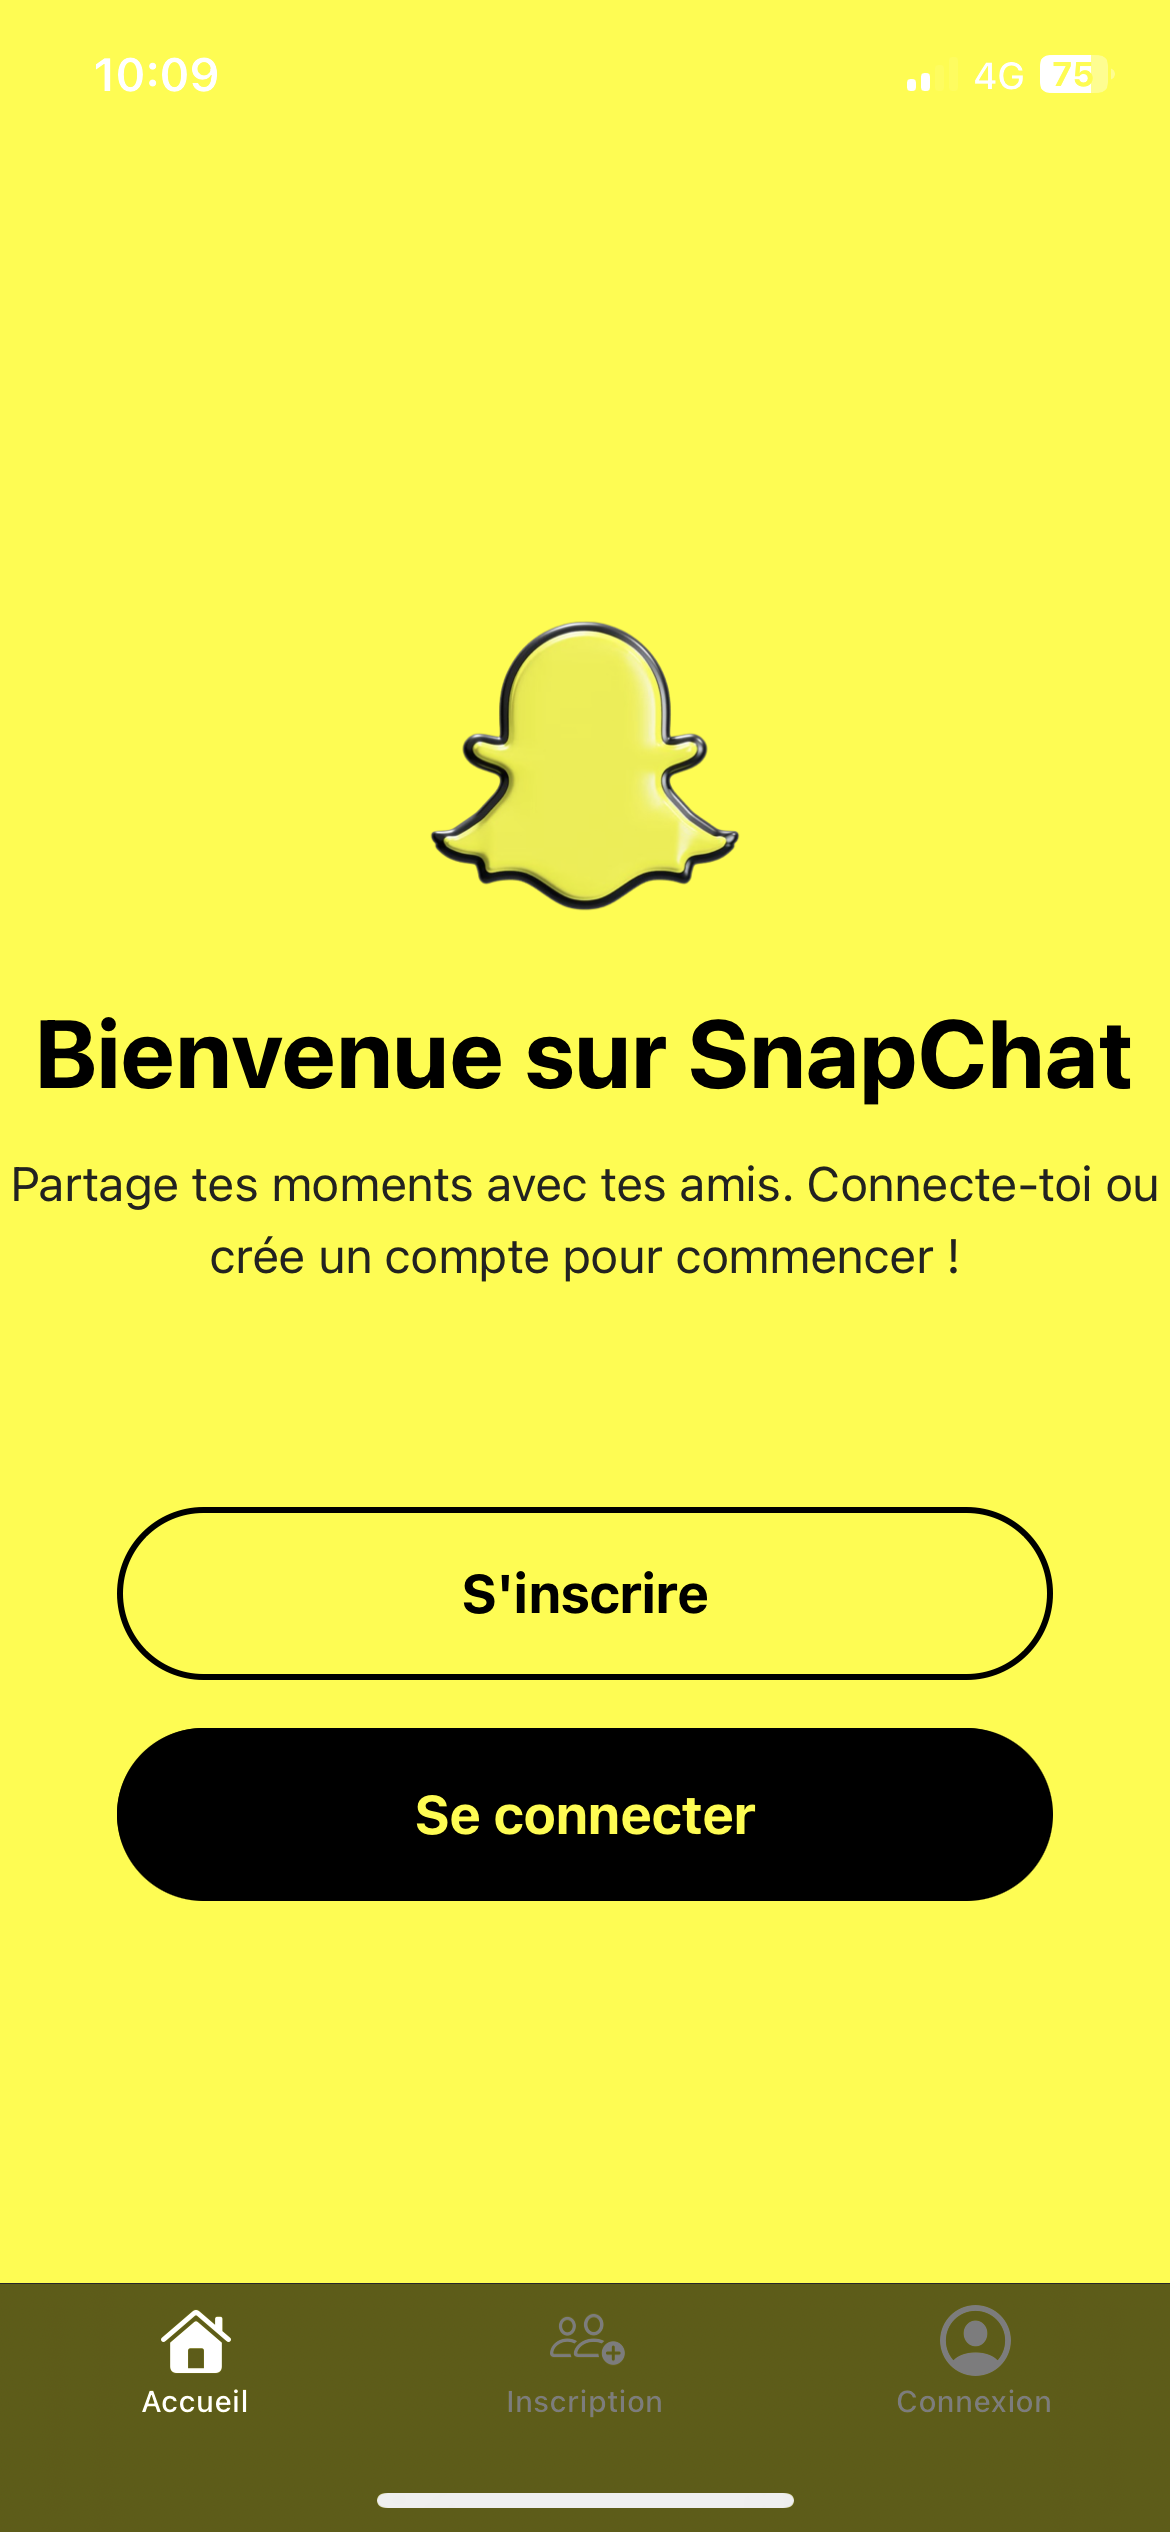 10:09
4G 75
Bienvenue sur SnapChat
Partage tes moments avec tes amis. Connecte-toi ou
crée un compte pour commencer !
S'inscrire
Se connecter
Accueil
Inscription
Connexion